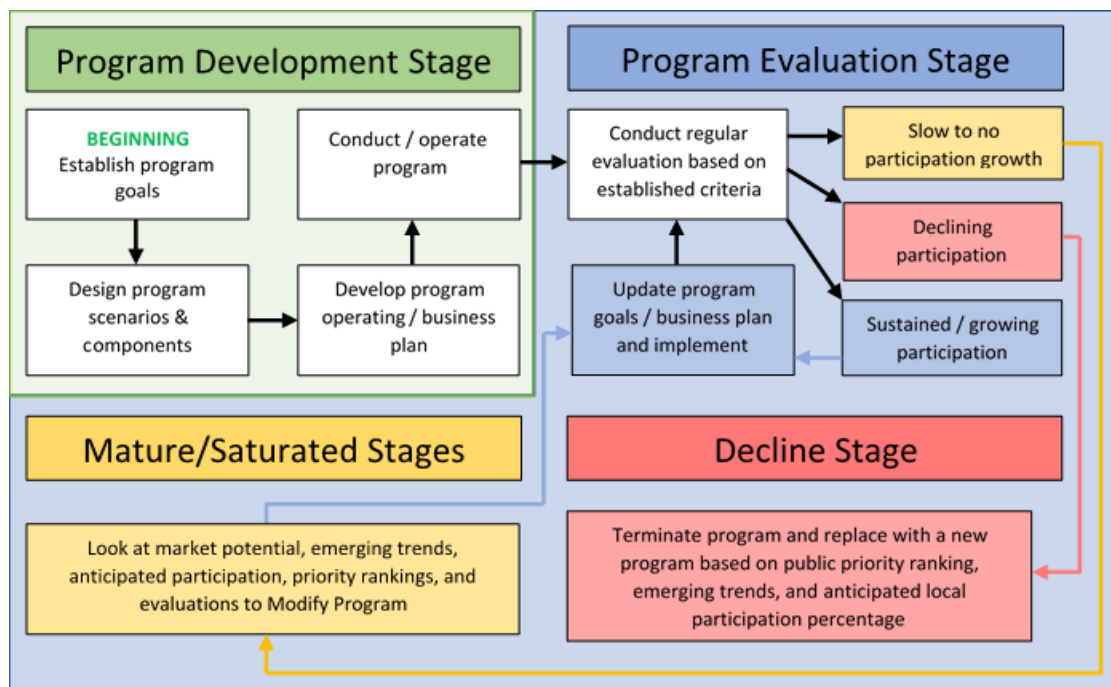 Program Development Stage
BEGINNING
Establish program
goals
Conduct / operate
program
Design program
scenarios &
components
Develop program
operating / business
plan
Program Evaluation Stage
Conduct regular
evaluation based on
established criteria
Slow to no
participation growth
Declining
participation
Update program
goals / business plan
and implement
Sustained / growing
participation
Mature/Saturated Stages
Look at market potential, emerging trends,
anticipated participation, priority rankings, and
evaluations to Modify Program
Decline Stage
Terminate program and replace with a new
program based on public priority ranking,
emerging trends, and anticipated local
participation percentage